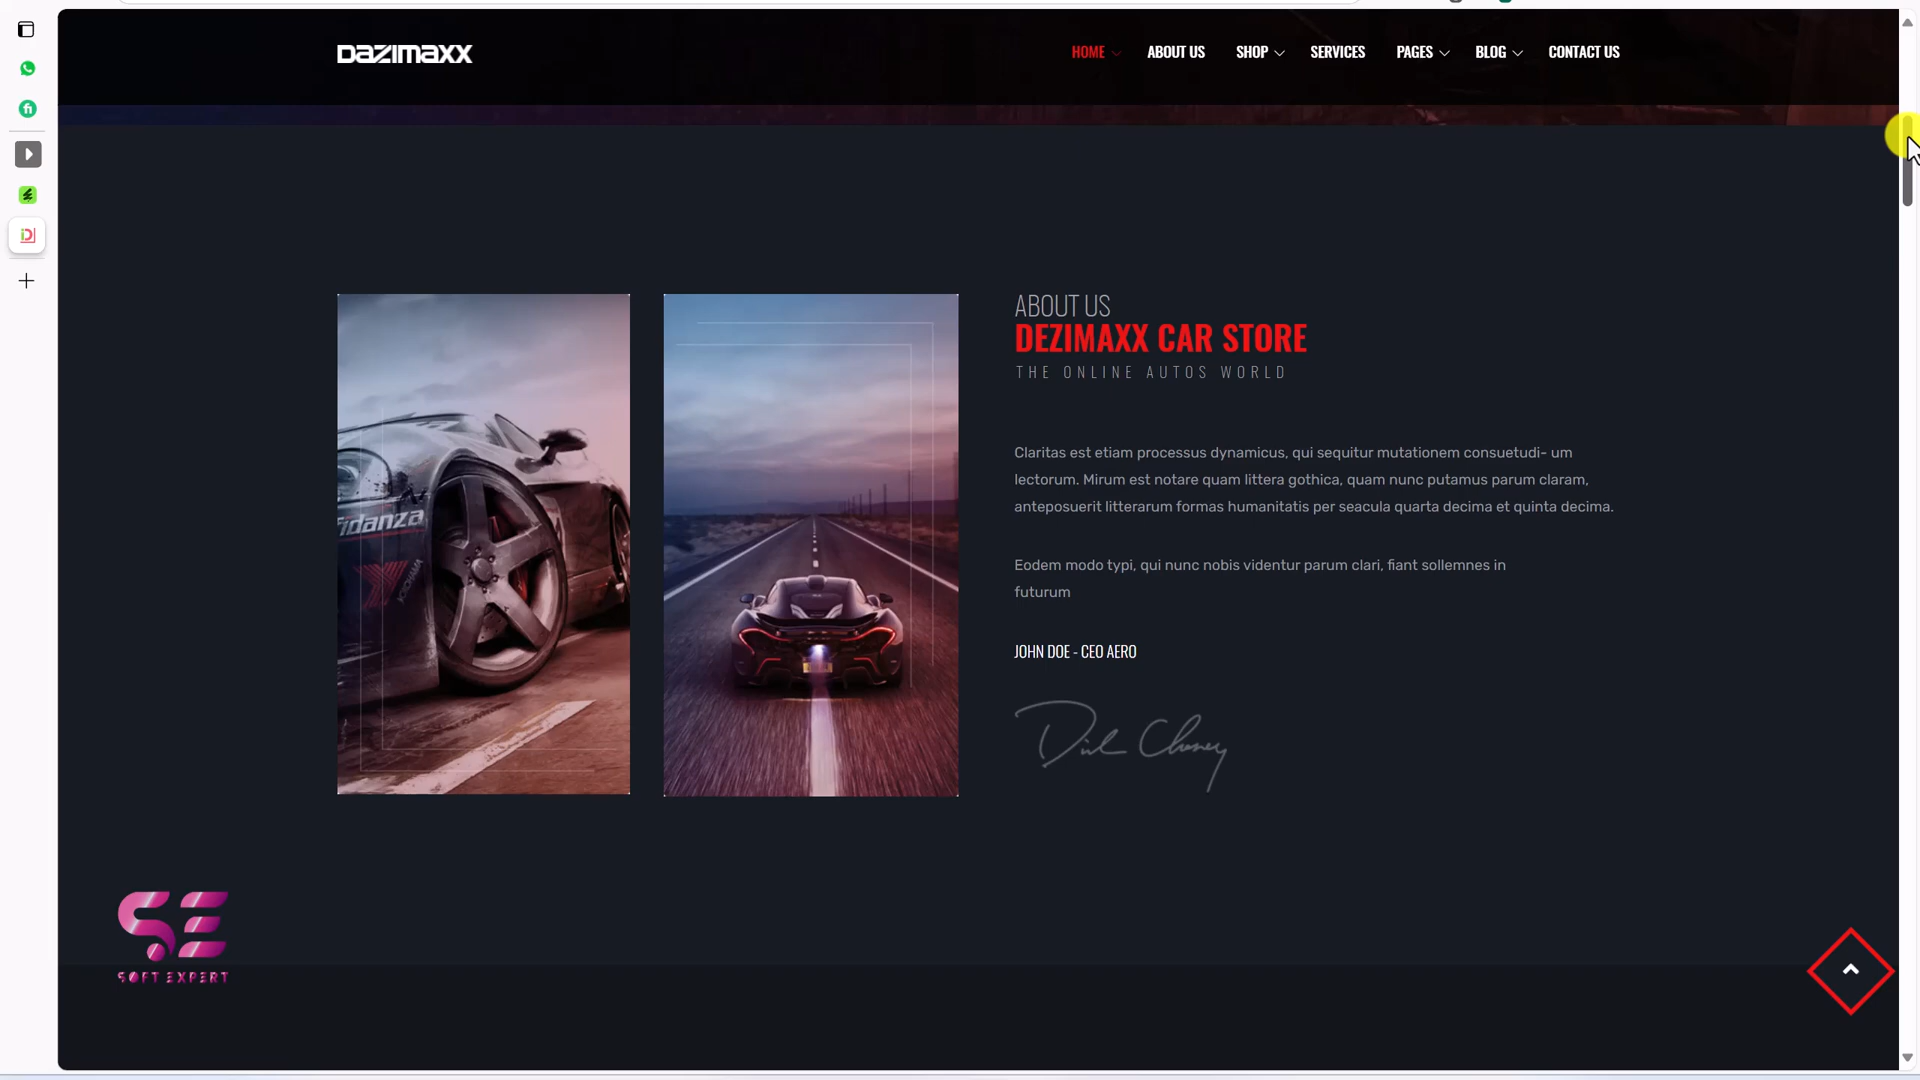 DAZIMAXX
HOME ABOUT US SHOP SERVICES PAGES BLOG CONTACT US
ABOUT US
DEZIMAXX CAR STORE
THE ONLINE AUTOS WORLD
Claritas est etiam processus dynamicus, qui sequitur mutationem consuetudi- um
lectorum. Mirum est notare quam littera gothica, quam nunc putamus parum claram,
anteposuerit litterarum formas humanitatis per seacula quarta decima et quinta decima.
Eodem modo typi, qui nunc nobis videntur parum clari, fiant sollemnes in
futurum
JOHN DOE - CEO AERO
fidanza
YOKOHAMA
SE
SOFT EXPERT